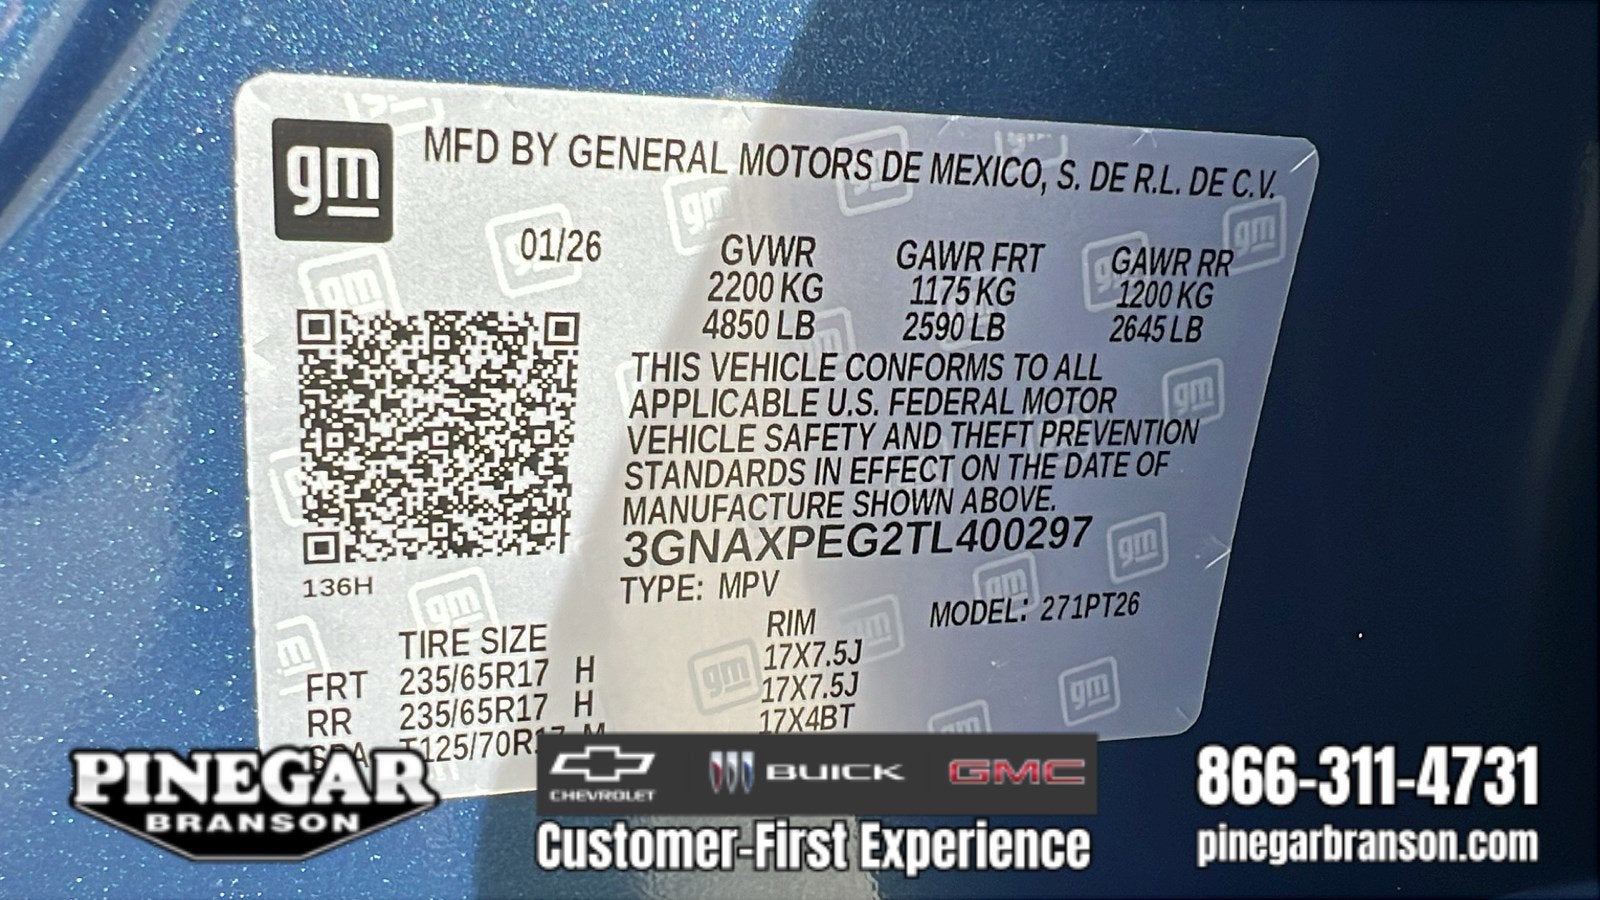 gm
MFD BY GENERAL MOTORS DE MEXICO, S. DE R.L. DE C.V.
01/26
GVWR GAWR FRT GAWR RR
2200 KG 1175 KG 1200 KG
4850 LB 2590 LB 2645 LB
THIS VEHICLE CONFORMS TO ALL
APPLICABLE U.S. FEDERAL MOTOR
VEHICLE SAFETY AND THEFT PREVENTION
STANDARDS IN EFFECT ON THE DATE OF
MANUFACTURE SHOWN ABOVE.
3GNAXPEG2TL400297
136H
TYPE: MPV
MODEL: 271PT26
TIRE SIZE RIM
FRT 235/65R17 H 17X7.5J
RR 235/65R17 H 17X7.5J
SPA T125/70R17 M 17X4BT
PINEGAR
BRANSON
CHEVROLET BUICK GMC
Customer-First Experience
866-311-4731
pinegarbranson.com